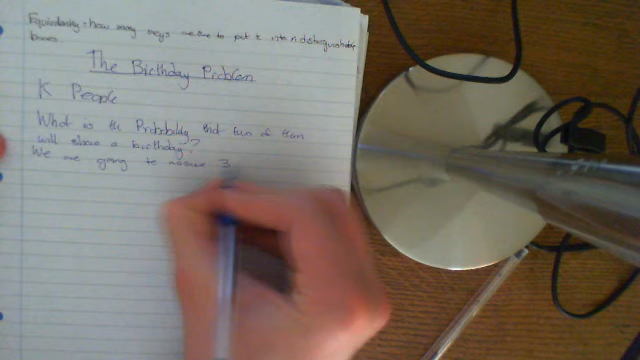 Equivalently = how many ways are there to put k into n distinguishable
boxes
The Birthday Problem
K People
What is the Probability that two of them
will share a birthday?
We are going to assume 3